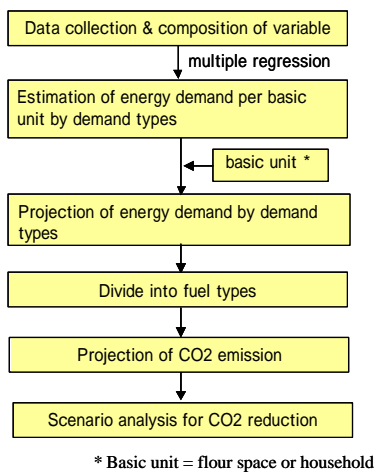 Data collection & composition of variable
multiple regression
Estimation of energy demand per basic
unit by demand types
basic unit *
Projection of energy demand by demand
types
Divide into fuel types
Projection of CO2 emission
Scenario analysis for CO2 reduction
* Basic unit = flour space or household